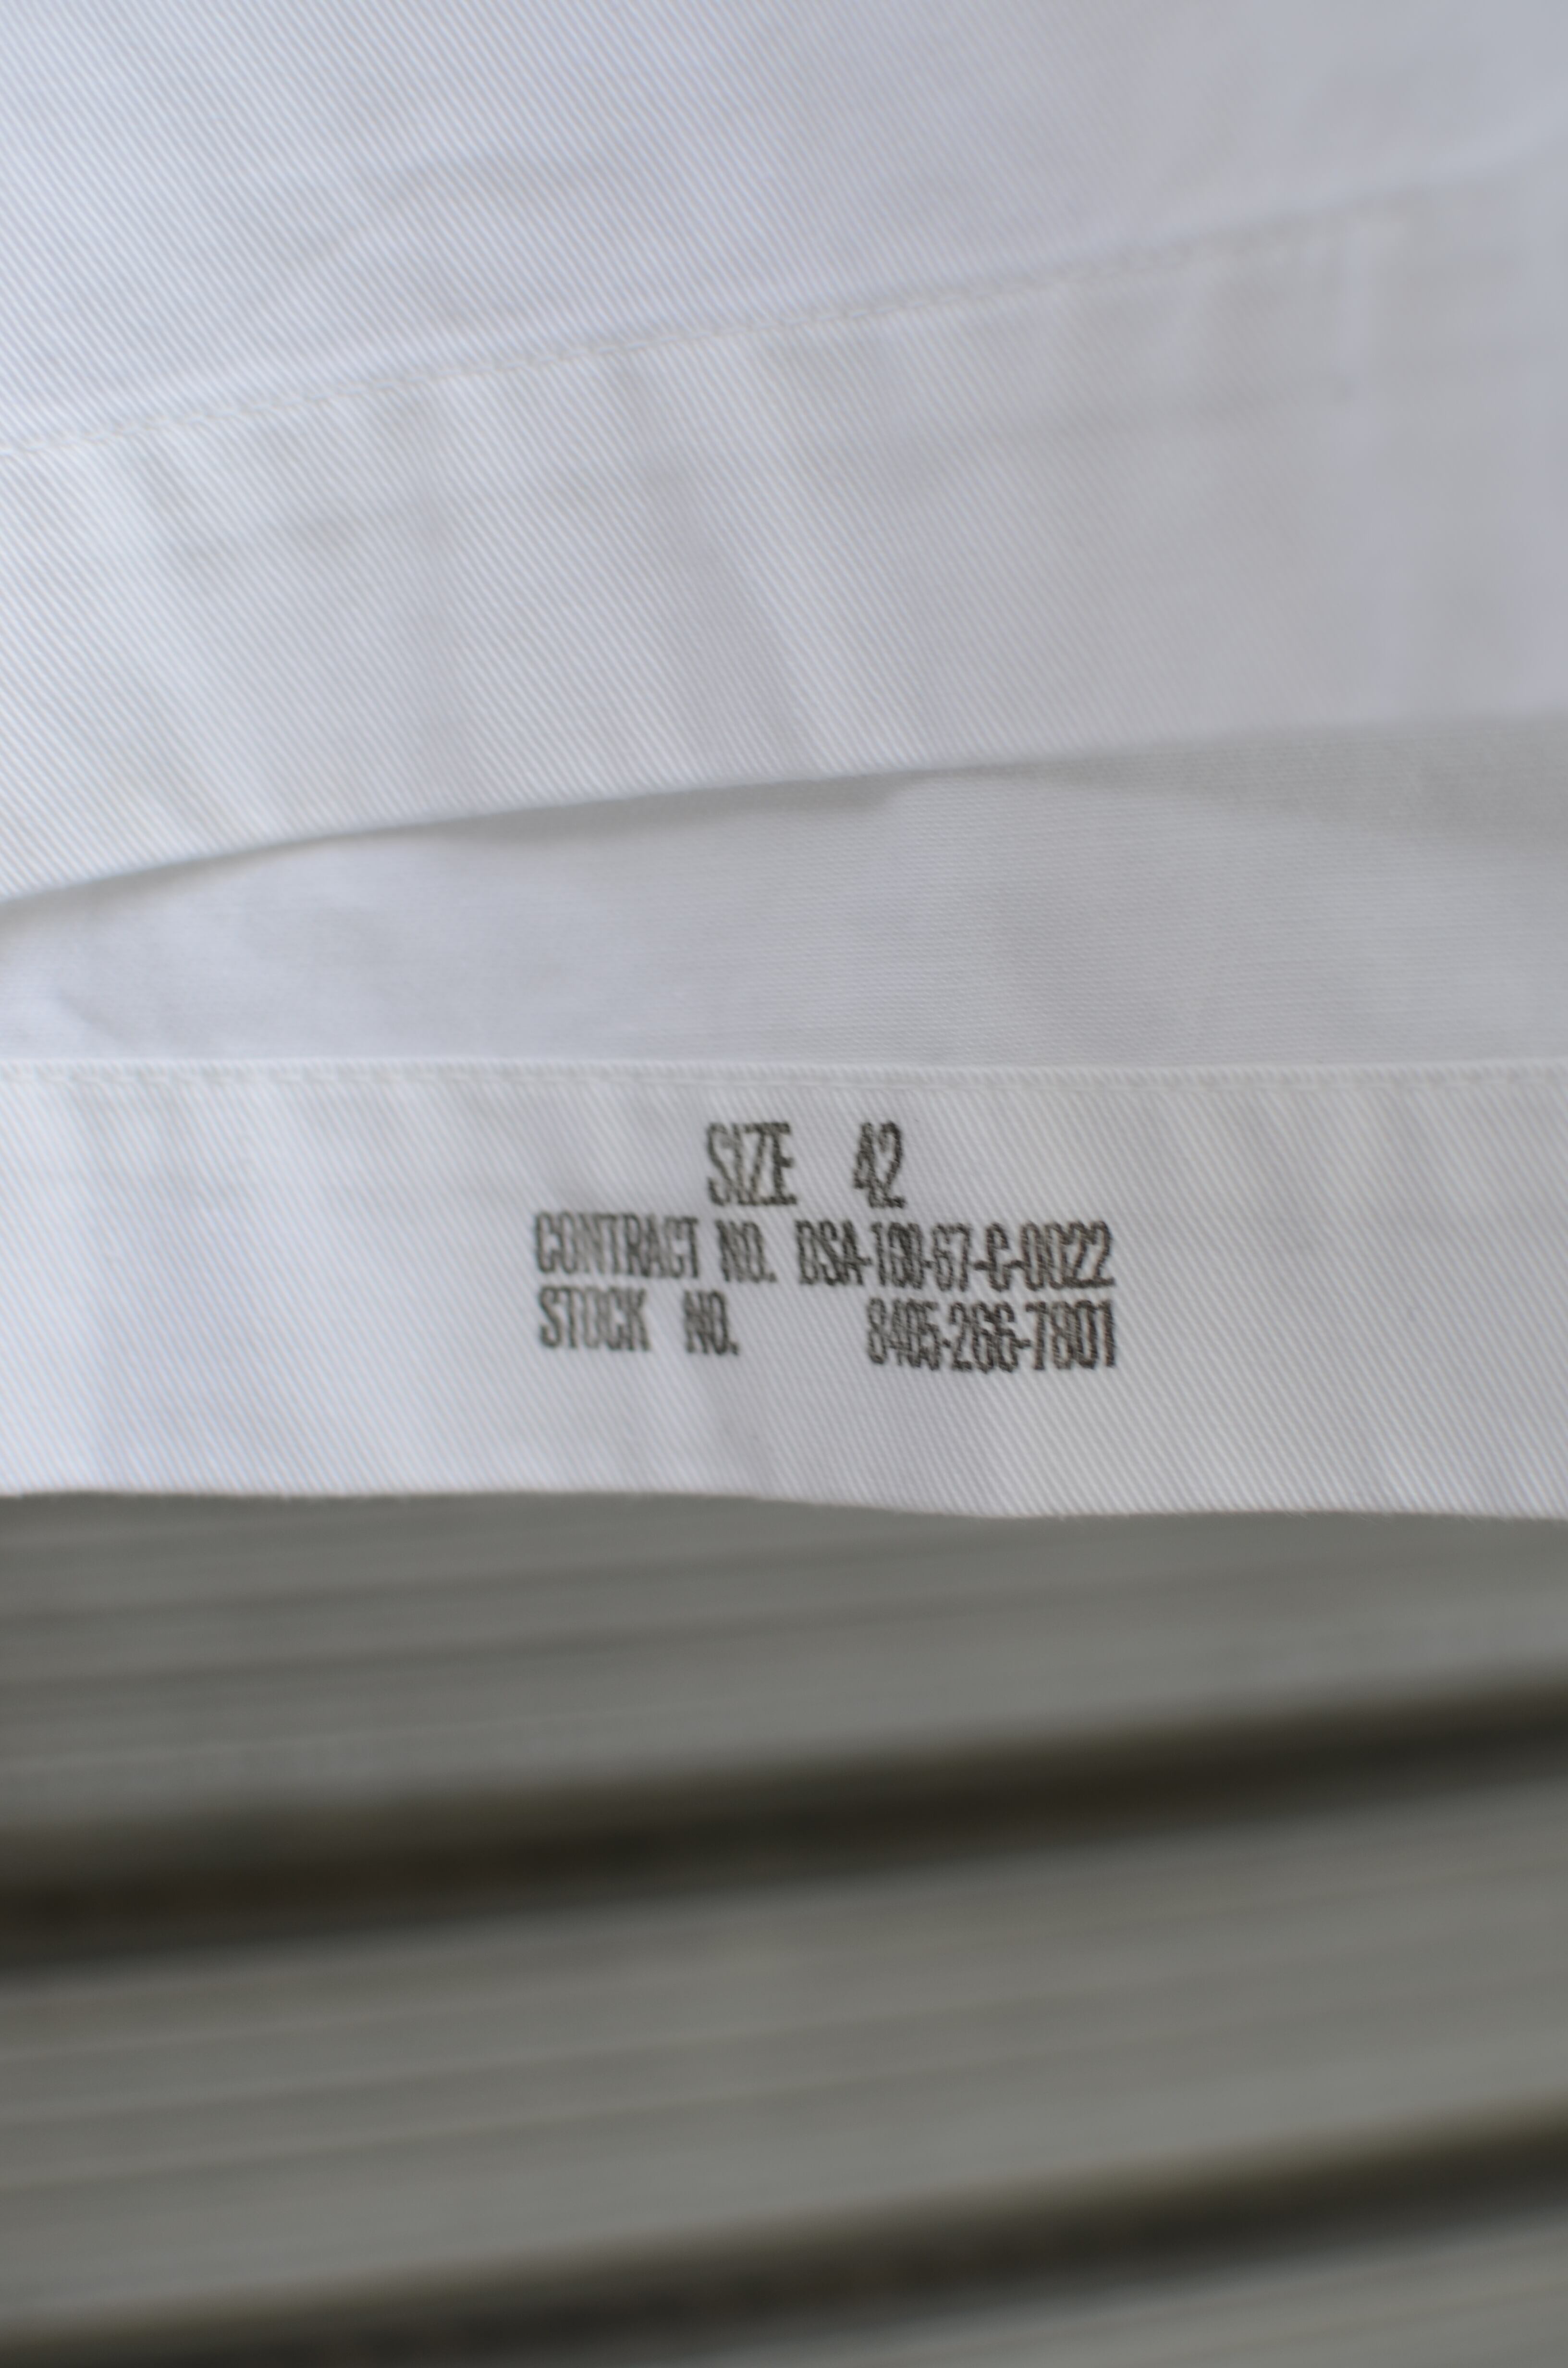 SIZE 42
CONTRACT NO. DSA-100-67-C-0022
STOCK NO. 8405-266-7801